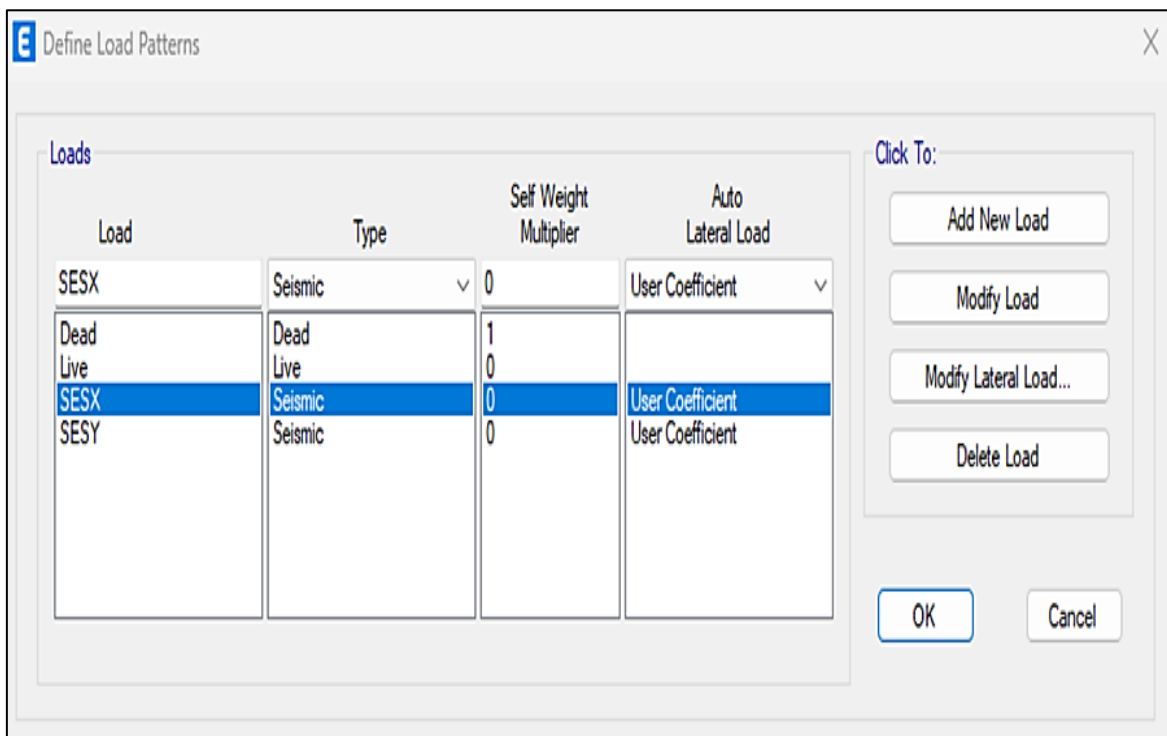 E Define Load Patterns
Loads
Click To:
Load Type Self Weight Multiplier Auto Lateral Load
SESX Seismic 0 User Coefficient
Dead Dead 1
Live Live 0
SESX Seismic 0 User Coefficient
SESY Seismic 0 User Coefficient
Add New Load
Modify Load
Modify Lateral Load...
Delete Load
OK Cancel